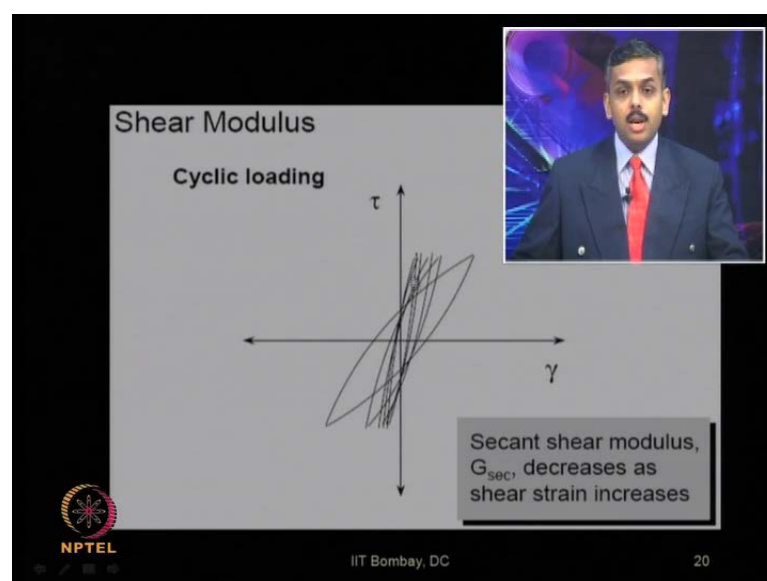 Shear Modulus
Cyclic loading
τ
γ
Secant shear modulus,
G_sec, decreases as
shear strain increases
NPTEL
IIT Bombay, DC
20